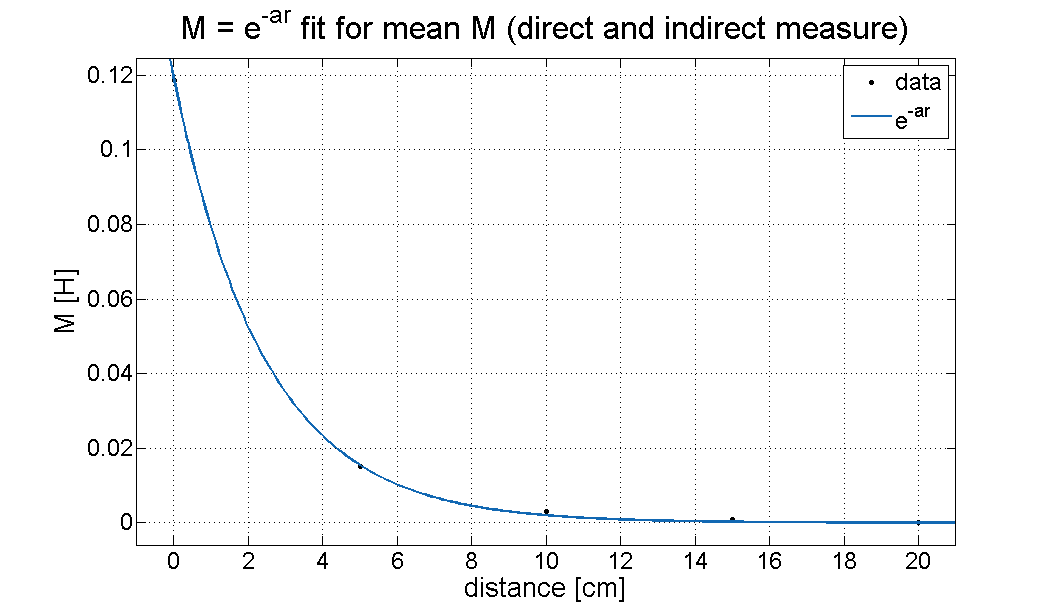 M = e^-ar fit for mean M (direct and indirect measure)
data
e^-ar
0.12
0.1
0.08
0.06
0.04
0.02
0
M [H]
0 2 4 6 8 10 12 14 16 18 20
distance [cm]